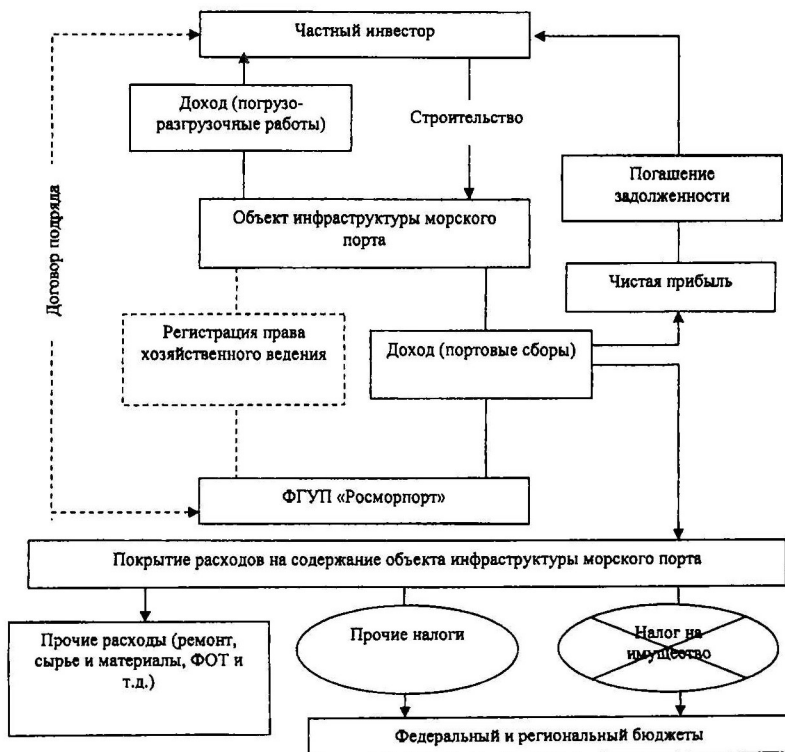 Частный инвестор
Доход (погрузо-
разгрузочные работы)
Строительство
Погашение
задолженности
Договор подряда
Объект инфраструктуры морского
порта
Чистая прибыль
Регистрация права
хозяйственного ведения
Доход (портовые сборы)
ФГУП «Росморпорт»
Покрытие расходов на содержание объекта инфраструктуры морского порта
Прочие расходы (ремонт,
сырье и материалы, ФОТ и
т.д.)
Прочие налоги
Налог на
имущество
Федеральный и региональный бюджеты